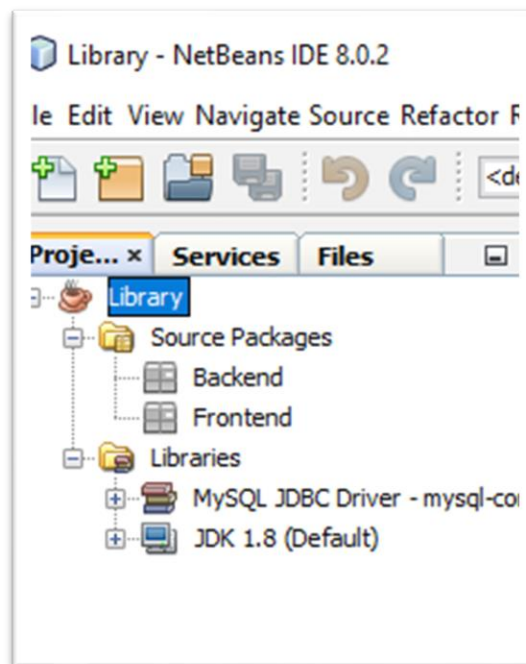 Library - NetBeans IDE 8.0.2
le Edit View Navigate Source Refactor
Proje... × Services Files
Library
Source Packages
Backend
Frontend
Libraries
MySQL JDBC Driver - mysql-co
JDK 1.8 (Default)